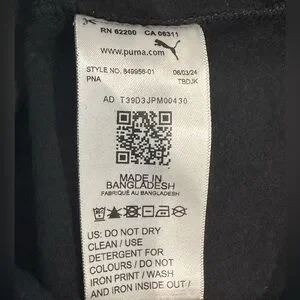 RN 62200 CA 06311
www.puma.com
STYLE NO. 849956-01 06/03/24
PNA TBDJK
AD T39D3JPM00430
MADE IN
BANGLADESH
FABRIQUÉ AU BANGLADESH
US: DO NOT DRY
CLEAN / USE
DETERGENT FOR
COLOURS / DO NOT
IRON PRINT / WASH
AND IRON INSIDE OUT /